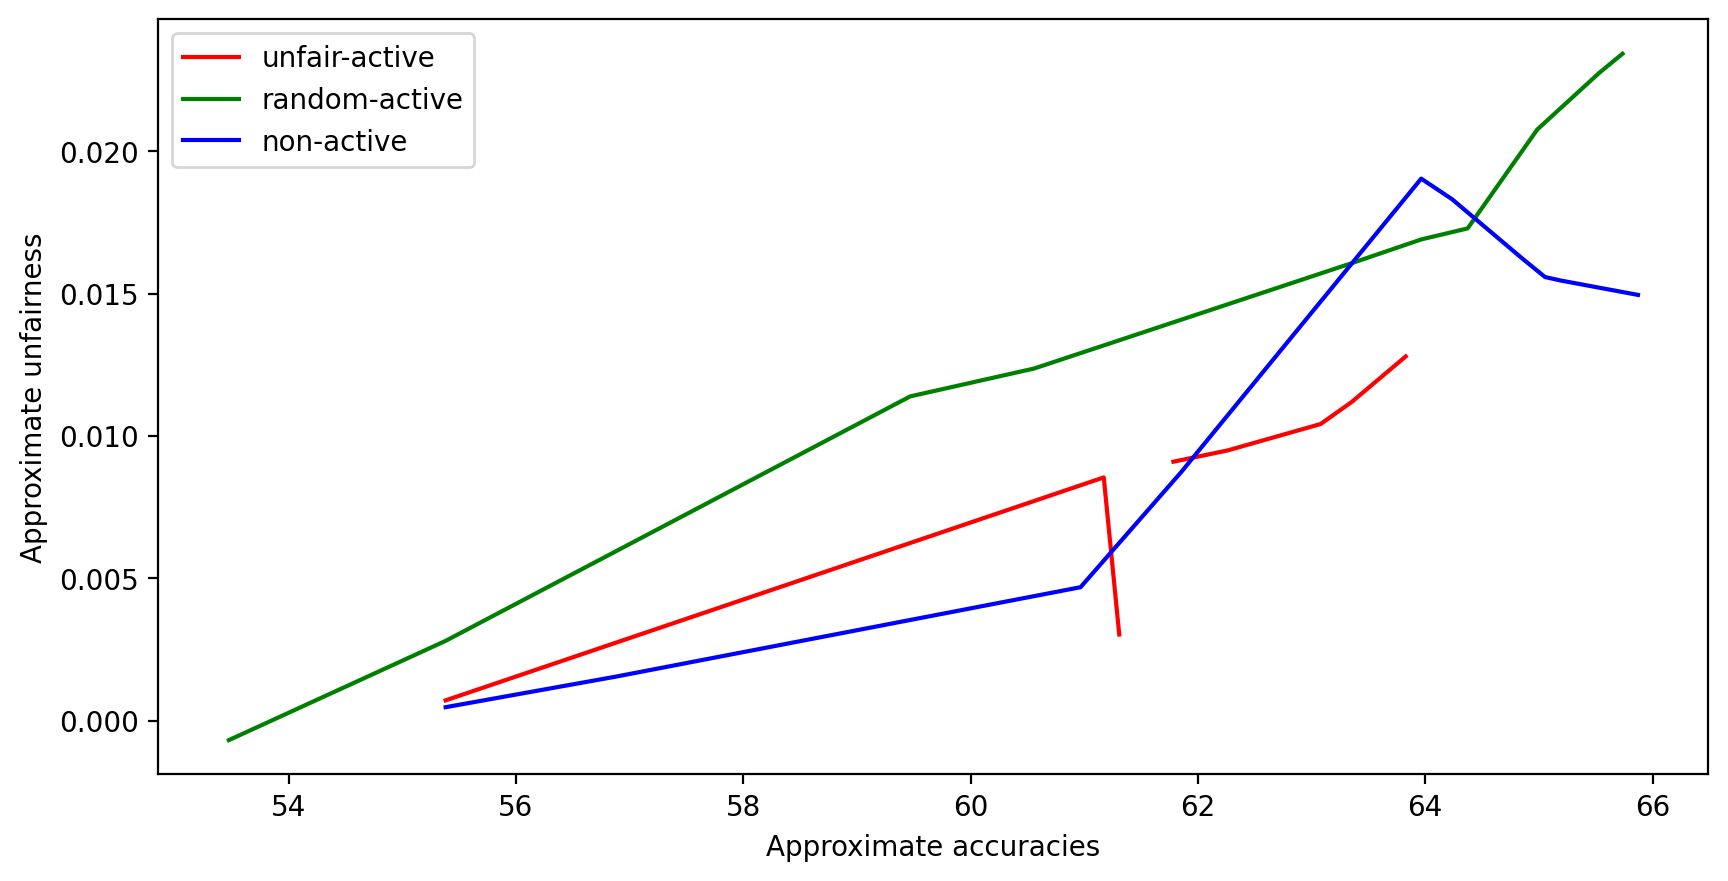 unfair-active
random-active
non-active
0.020
0.015
0.010
0.005
0.000
Approximate unfairness
54 56 58 60 62 64 66
Approximate accuracies